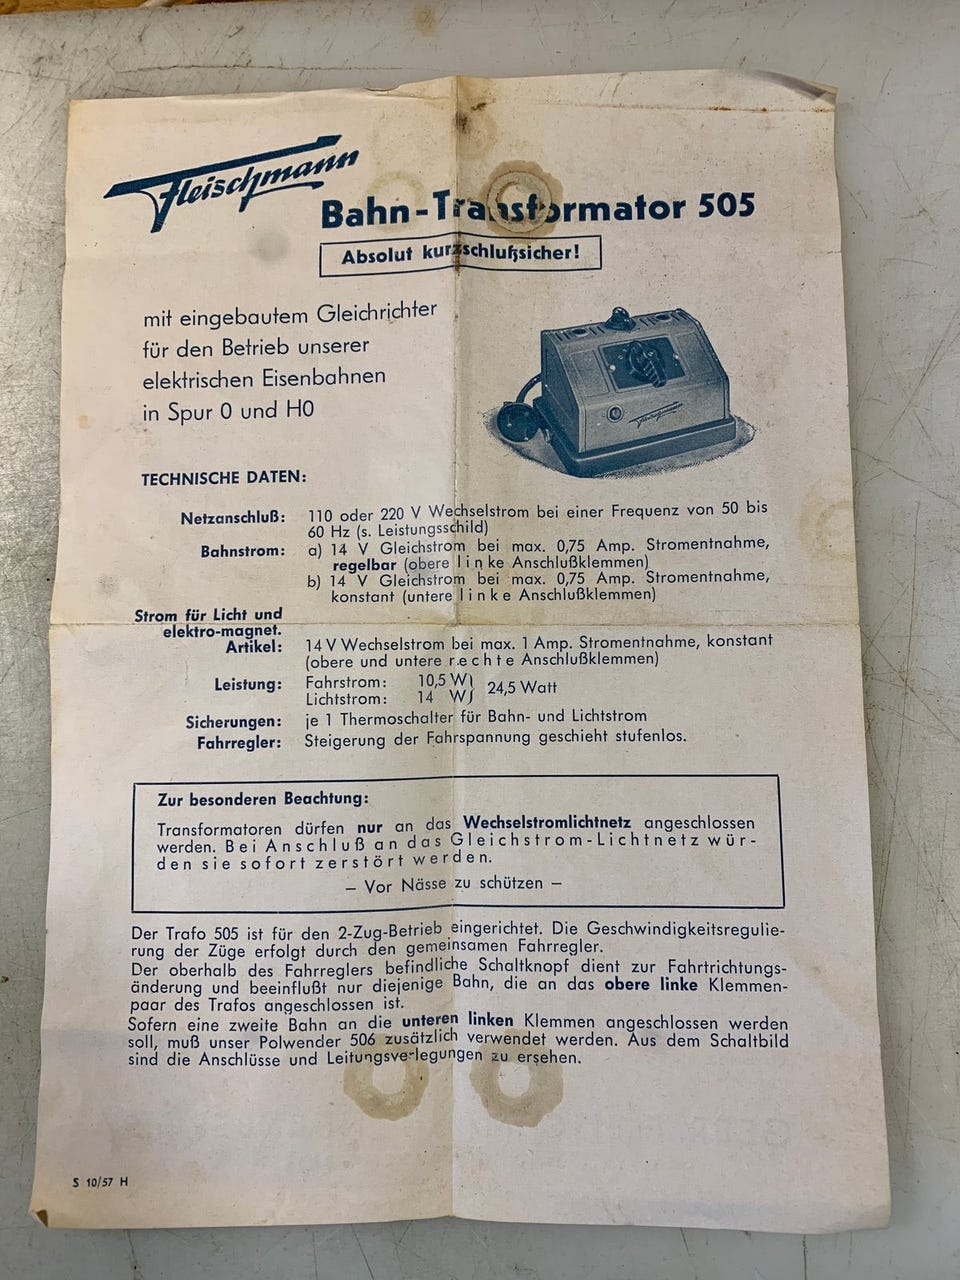 Fleischmann
Bahn-Transformator 505
Absolut kurzschlußsicher!
mit eingebautem Gleichrichter
für den Betrieb unserer
elektrischen Eisenbahnen
in Spur 0 und H0
Fleischmann
TECHNISCHE DATEN:
Netzanschluß: 110 oder 220 V Wechselstrom bei einer Frequenz von 50 bis
60 Hz (s. Leistungsschild)
Bahnstrom: a) 14 V Gleichstrom bei max. 0,75 Amp. Stromentnahme,
regelbar (obere linke Anschlußklemmen)
b) 14 V Gleichstrom bei max. 0,75 Amp. Stromentnahme,
konstant (untere linke Anschlußklemmen)
Strom für Licht und
elektro-magnet.
Artikel: 14 V Wechselstrom bei max. 1 Amp. Stromentnahme, konstant
(obere und untere rechte Anschlußklemmen)
Leistung: Fahrstrom: 10,5 W
Lichtstrom: 14 W } 24,5 Watt
Sicherungen: je 1 Thermoschalter für Bahn- und Lichtstrom
Fahrregler: Steigerung der Fahrspannung geschieht stufenlos.
Zur besonderen Beachtung:
Transformatoren dürfen nur an das Wechselstromlichtnetz angeschlossen
werden. Bei Anschluß an das Gleichstrom-Lichtnetz wür-
den sie sofort zerstört werden.
– Vor Nässe zu schützen –
Der Trafo 505 ist für den 2-Zug-Betrieb eingerichtet. Die Geschwindigkeitsregulie-
rung der Züge erfolgt durch den gemeinsamen Fahrregler.
Der oberhalb des Fahrreglers befindliche Schaltknopf dient zur Fahrtrichtungs-
änderung und beeinflußt nur diejenige Bahn, die an das obere linke Klemmen-
paar des Trafos angeschlossen ist.
Sofern eine zweite Bahn an die unteren linken Klemmen angeschlossen werden
soll, muß unser Polwender 506 zusätzlich verwendet werden. Aus dem Schaltbild
sind die Anschlüsse und Leitungsverlegungen zu ersehen.
S 10/57 H